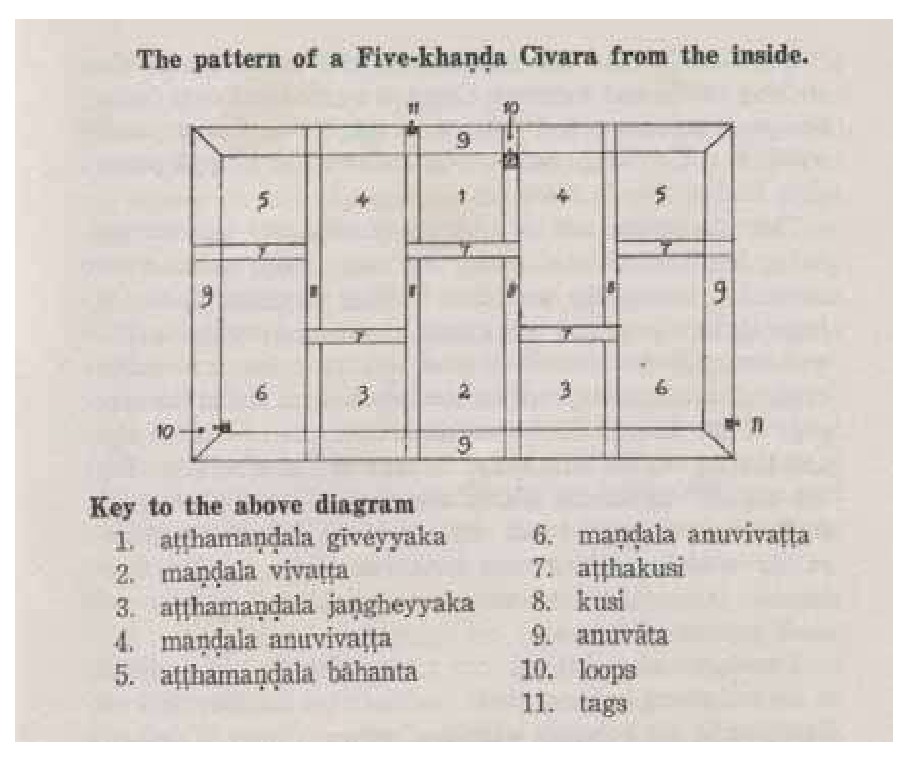 The pattern of a Five-khaṇḍa Cīvara from the inside.
11 10
9
5 4 1 4 5
7 7 7
9 8 8 8 8 9
7 7
6 3 2 3 6
10 11
9
Key to the above diagram
1. aṭṭhamaṇḍala gīveyyaka
2. maṇḍala vivaṭṭa
3. aṭṭhamaṇḍala jaṇgheyyaka
4. maṇḍala anuvivaṭṭa
5. aṭṭhamaṇḍala bāhanta
6. maṇḍala anuvivaṭṭa
7. aṭṭhakusi
8. kusi
9. anuvāta
10. loops
11. tags